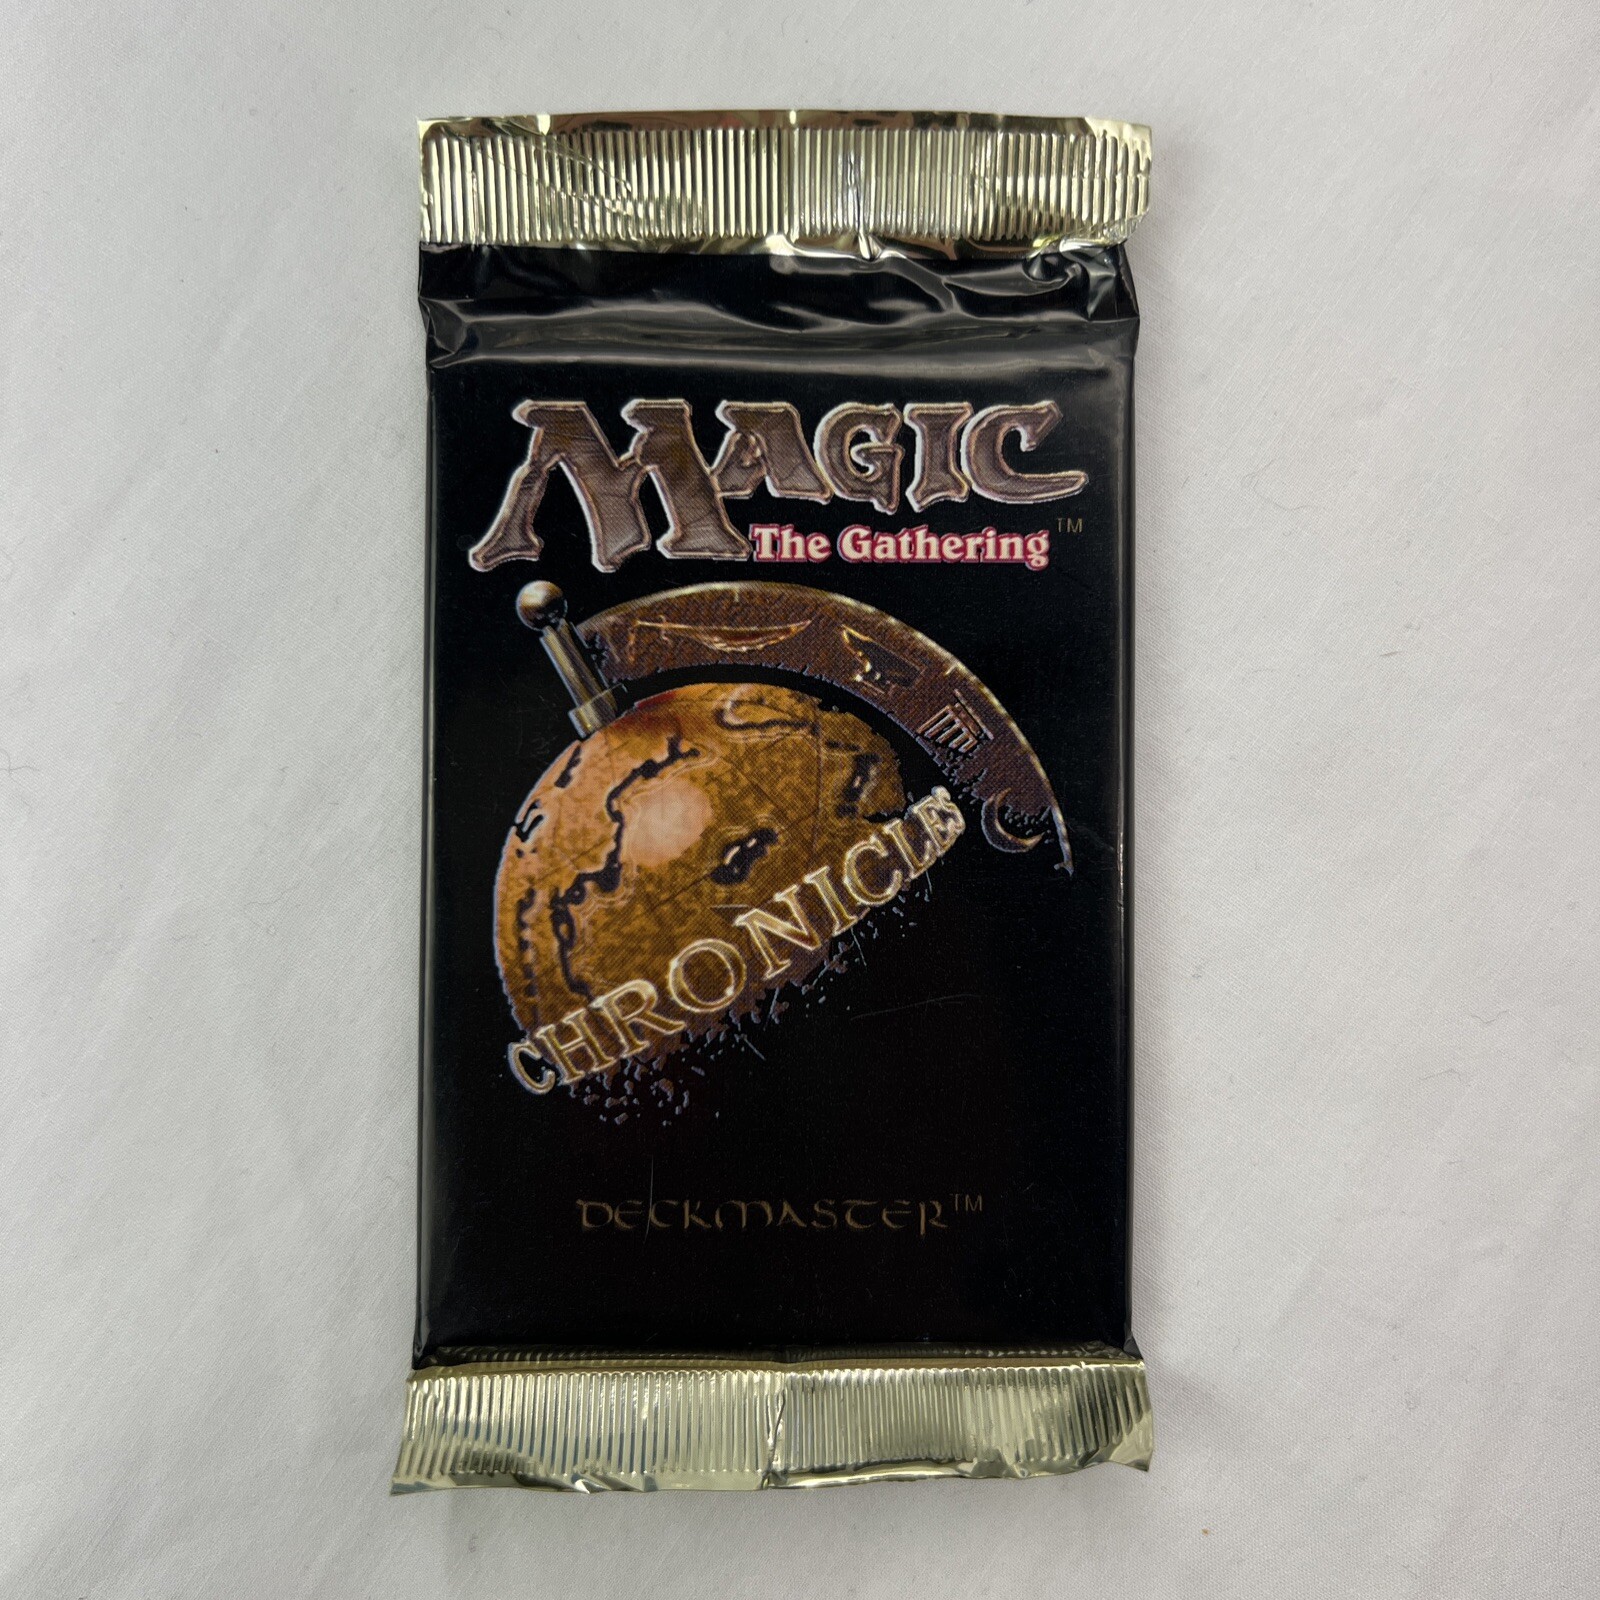 MAGIC
The Gathering™
CHRONICLES
DECKMASTER™